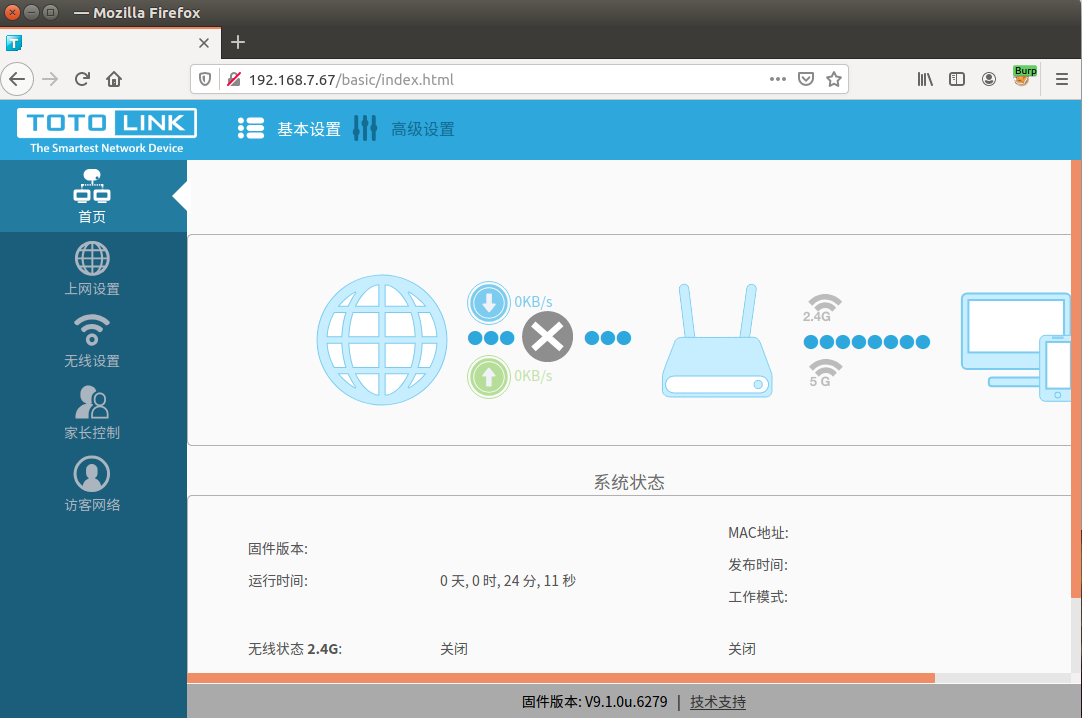 — Mozilla Firefox
192.168.7.67/basic/index.html
Burp
TOTO LINK
The Smartest Network Device
基本设置
高级设置
首页
上网设置
无线设置
家长控制
访客网络
0KB/s
0KB/s
2.4G
5 G
系统状态
MAC地址:
固件版本:
发布时间:
运行时间: 0 天, 0 时, 24 分, 11 秒
工作模式:
无线状态 2.4G: 关闭 关闭
固件版本: V9.1.0u.6279 | 技术支持